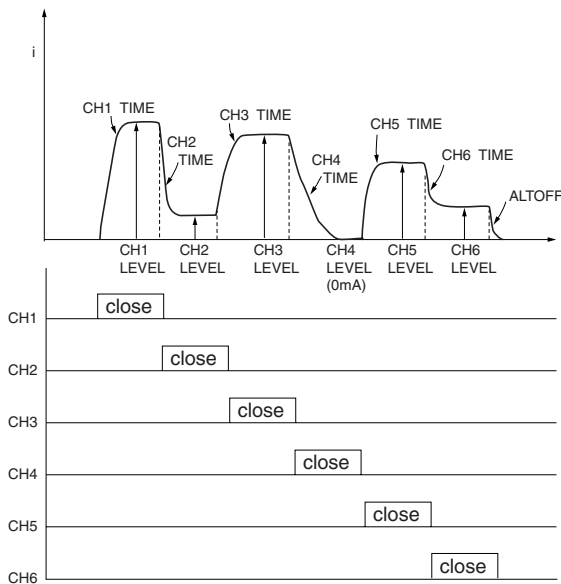 i
CH1 TIME
CH2
TIME
CH3 TIME
CH4
TIME
CH5 TIME
CH6 TIME
ALTOFF
CH1
LEVEL
CH2
LEVEL
CH3
LEVEL
CH4
LEVEL
(0mA)
CH5
LEVEL
CH6
LEVEL
CH1
close
CH2
close
CH3
close
CH4
close
CH5
close
CH6
close